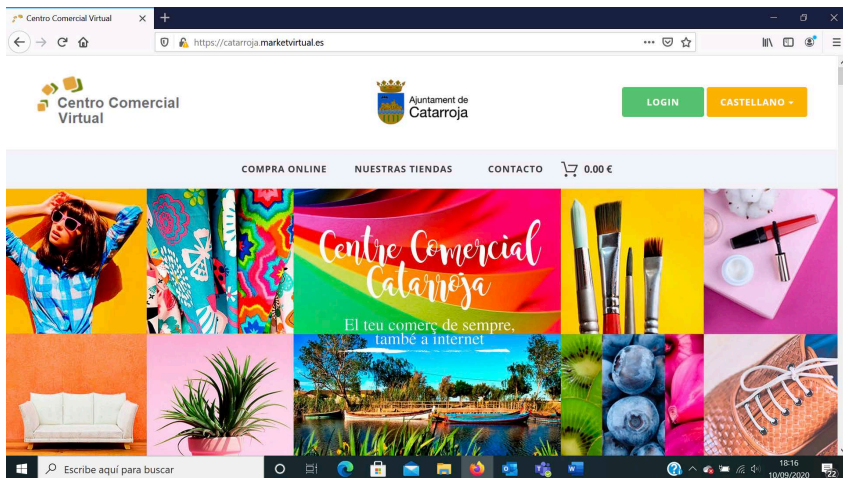 Centro Comercial Virtual
https://catarroja.marketvirtual.es
Centro Comercial
Virtual
Ajuntament de
Catarroja
LOGIN
CASTELLANO
COMPRA ONLINE
NUESTRAS TIENDAS
CONTACTO
0.00 €
Centre Comercial
Catarroja
El teu comerç de sempre,
també a internet
Escribe aquí para buscar
18:16
10/09/2020
22